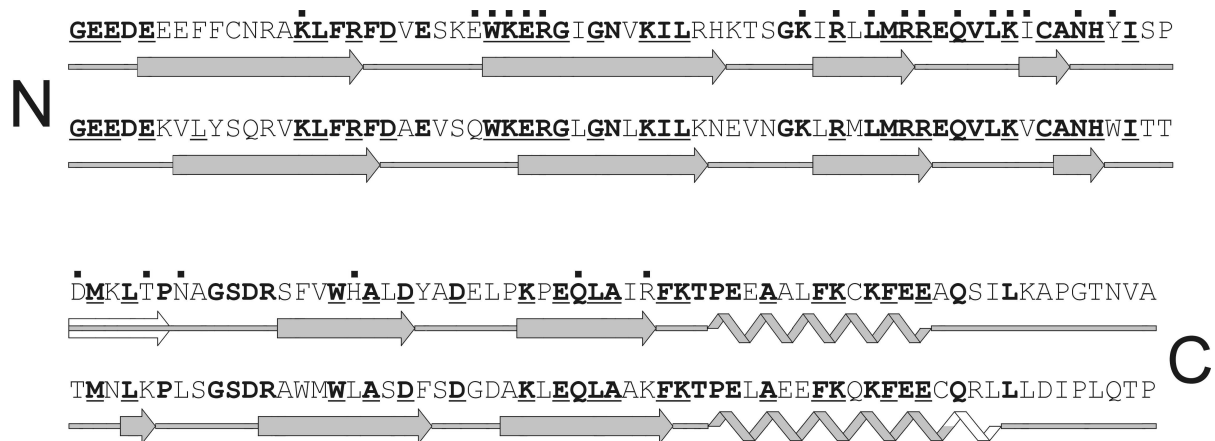 GEEDEEEFFCNRAKLFRFDVESKEWKERGIGNVKILRHKTSGKIRLLMRREQVLKICANHYISP
N
GEEDEKVLYSQRVKLFRFDAEVSQWKERGLGNLKILKNEVNGKLRMLMRREQVLKVCANHWITT
DMKLTPNAGSDRSFVWHALDYADELPKPEQLAIRFKTPEEAALFKCKFEEAQSILKAPGTNVA
C
TMNLKPLSGSDRAWMWLASDFSDGDAKLEQLAAKFKTPELAEEFKQKFEECQRLLLDIPLQTP